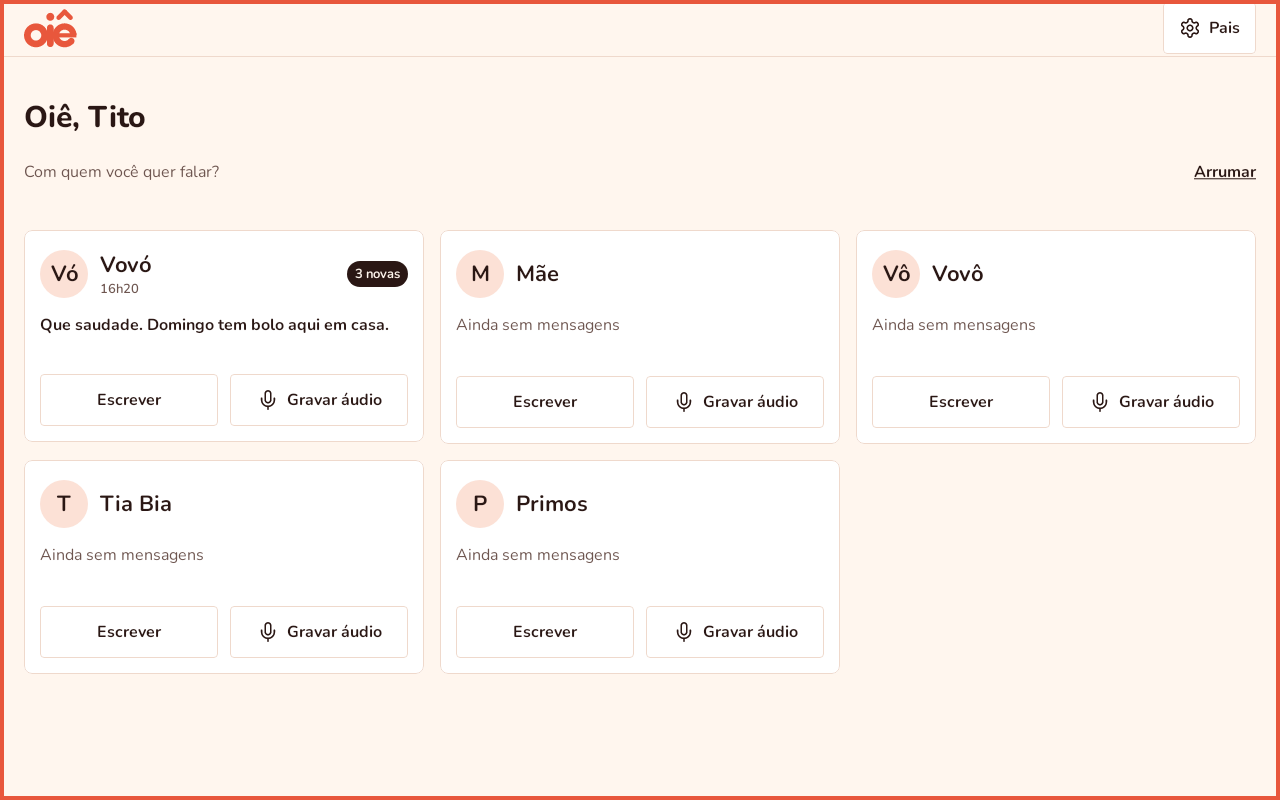 oiê
Pais
Oiê, Tito
Com quem você quer falar?
Arrumar
Vó
Vovó
16h20
3 novas
Que saudade. Domingo tem bolo aqui em casa.
Escrever
Gravar áudio
M
Mãe
Ainda sem mensagens
Escrever
Gravar áudio
Vô
Vovô
Ainda sem mensagens
Escrever
Gravar áudio
T
Tia Bia
Ainda sem mensagens
Escrever
Gravar áudio
P
Primos
Ainda sem mensagens
Escrever
Gravar áudio